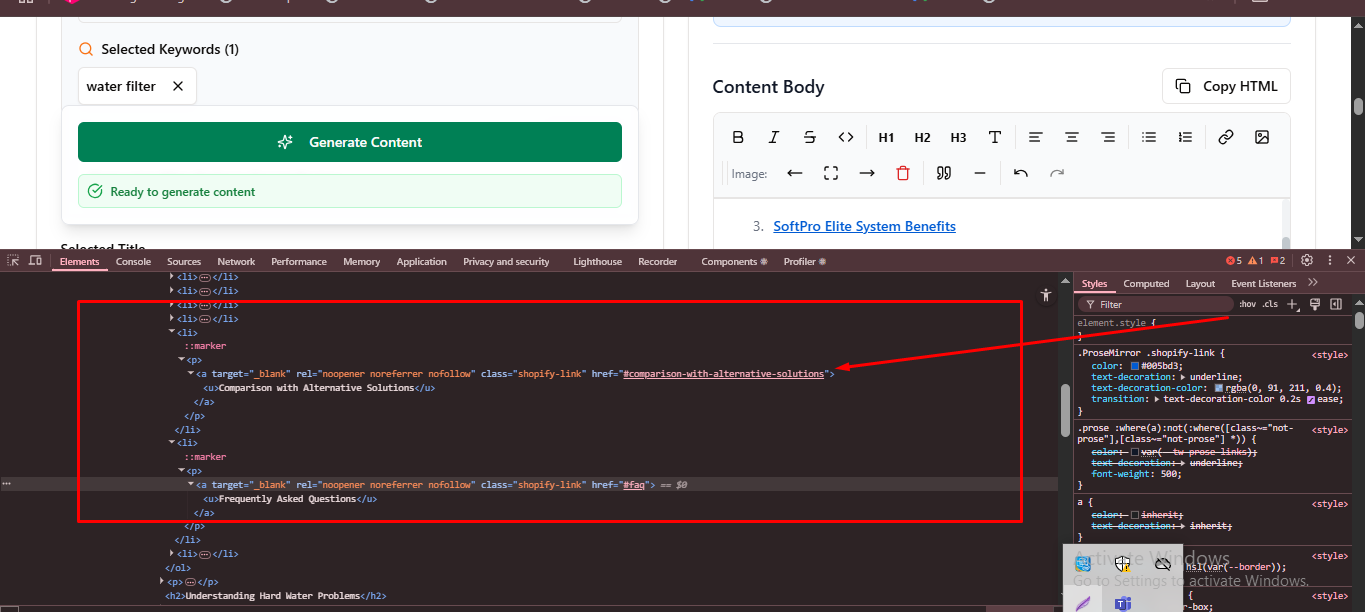 Selected Keywords (1)
water filter
Generate Content
Ready to generate content
Content Body
Copy HTML
H1 H2 H3
Image:
3. SoftPro Elite System Benefits
Elements Console Sources Network Performance Memory Application Privacy and security Lighthouse Recorder Components Profiler
5 1 2
<li>…</li>
<li>…</li>
<li>…</li>
<li>…</li>
<li>
::marker
<p>
<a target="_blank" rel="noopener noreferrer nofollow" class="shopify-link" href="#comparison-with-alternative-solutions">
<u>Comparison with Alternative Solutions</u>
</a>
</p>
</li>
<li>
::marker
<p>
<a target="_blank" rel="noopener noreferrer nofollow" class="shopify-link" href="#faq"> == $0
<u>Frequently Asked Questions</u>
</a>
</p>
</li>
<li>…</li>
</ol>
<p>…</p>
<h2>Understanding Hard Water Problems</h2>
Styles Computed Layout Event Listeners
Filter :hov .cls
element.style {
}
.ProseMirror .shopify-link { <style>
color: #005bd3;
text-decoration: underline;
text-decoration-color: rgba(0, 91, 211, 0.4);
transition: text-decoration-color 0.2s ease;
}
.prose :where(a):not(:where([class~="not- <style>
prose"],[class~="not-prose"] *)) {
color: var(--tw-prose-links);
text-decoration: underline;
font-weight: 500;
}
a { <style>
color: inherit;
text-decoration: inherit;
}
<style>
hsl(var(--border));
{ <style>
r-box;
Activate Windows
Go to Settings to activate Windows.